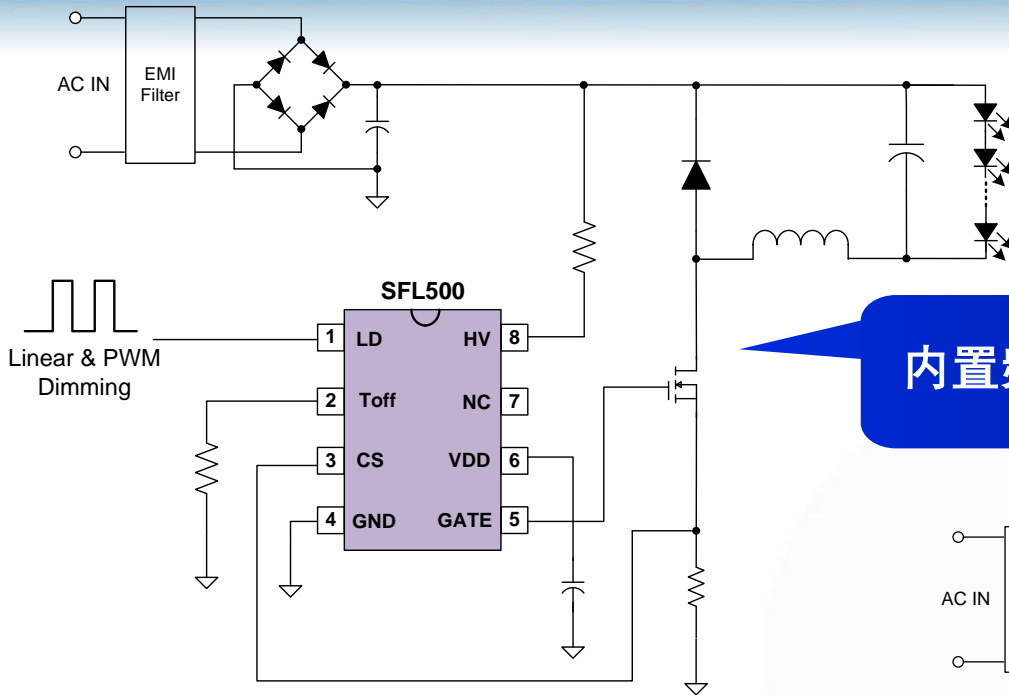 AC IN
EMI
Filter
SFL500
Linear & PWM
Dimming
1 LD HV 8
2 Toff NC 7
3 CS VDD 6
4 GND GATE 5
内置
AC IN